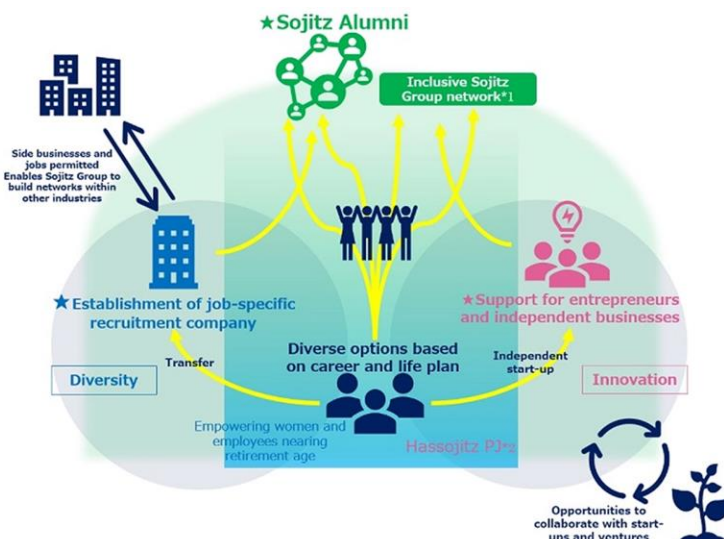 ★Sojitz Alumni
Inclusive Sojitz
Group network*1
Side businesses and
jobs permitted
Enables Sojitz Group to
build networks within
other industries
★Establishment of job-specific
recruitment company
★Support for entrepreneurs
and independent businesses
Diverse options based
on career and life plan
Transfer
Independent
start-up
Diversity
Innovation
Empowering women and
employees nearing
retirement age
Hassojitz PJ*2
Opportunities to
collaborate with start-
ups and ventures